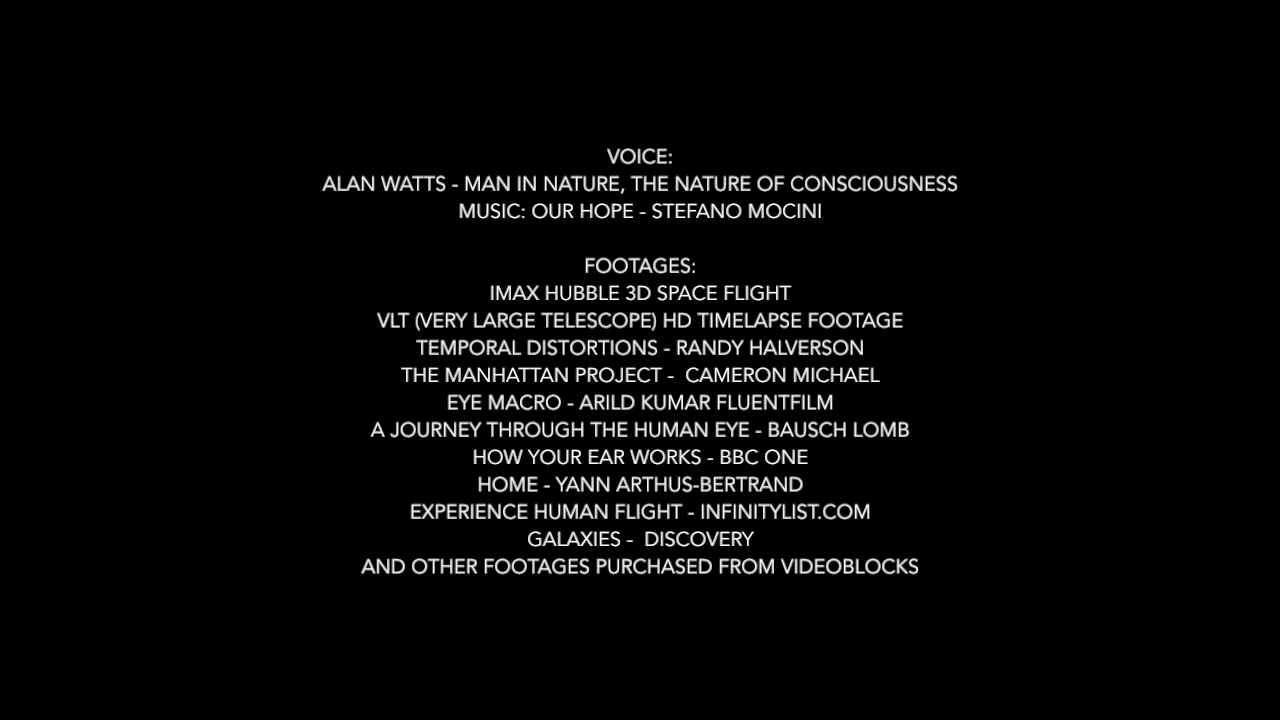 VOICE:
ALAN WATTS - MAN IN NATURE, THE NATURE OF CONSCIOUSNESS
MUSIC: OUR HOPE - STEFANO MOCINI
FOOTAGES:
IMAX HUBBLE 3D SPACE FLIGHT
VLT (VERY LARGE TELESCOPE) HD TIMELAPSE FOOTAGE
TEMPORAL DISTORTIONS - RANDY HALVERSON
THE MANHATTAN PROJECT -  CAMERON MICHAEL
EYE MACRO - ARILD KUMAR FLUENTFILM
A JOURNEY THROUGH THE HUMAN EYE - BAUSCH LOMB
HOW YOUR EAR WORKS - BBC ONE
HOME - YANN ARTHUS-BERTRAND
EXPERIENCE HUMAN FLIGHT - INFINITYLIST.COM
GALAXIES -  DISCOVERY
AND OTHER FOOTAGES PURCHASED FROM VIDEOBLOCKS